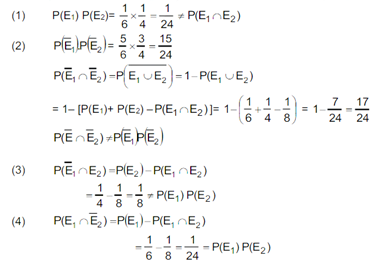 (1) P(E₁) P(E₂)= 1/6 × 1/4 = 1/24 ≠ P(E₁ ∩ E₂)
(2) P(E̅₁).P(E̅₂)= 5/6 × 3/4 = 15/24
P(E̅₁ ∩ E̅₂) =P(\overline{E₁ ∪ E₂}) = 1– P(E₁ ∪ E₂)
= 1– [P(E₁)+ P(E₂) –P(E₁ ∩ E₂)]= 1–(1/6 + 1/4 – 1/8) = 1– 7/24 = 17/24
P(E̅ ∩ E̅₂) ≠ P(E̅₁)P(E̅₂)
(3) P(E̅₁ ∩ E₂) =P(E₂) – P(E₁ ∩ E₂)
= 1/4 – 1/8 = 1/8 ≠ P(E₁) P(E₂)
(4) P(E₁ ∩ E̅₂) =P(E₁)– P(E₁ ∩ E₂)
= 1/6 – 1/8 = 1/24 = P(E₁) P(E₂)